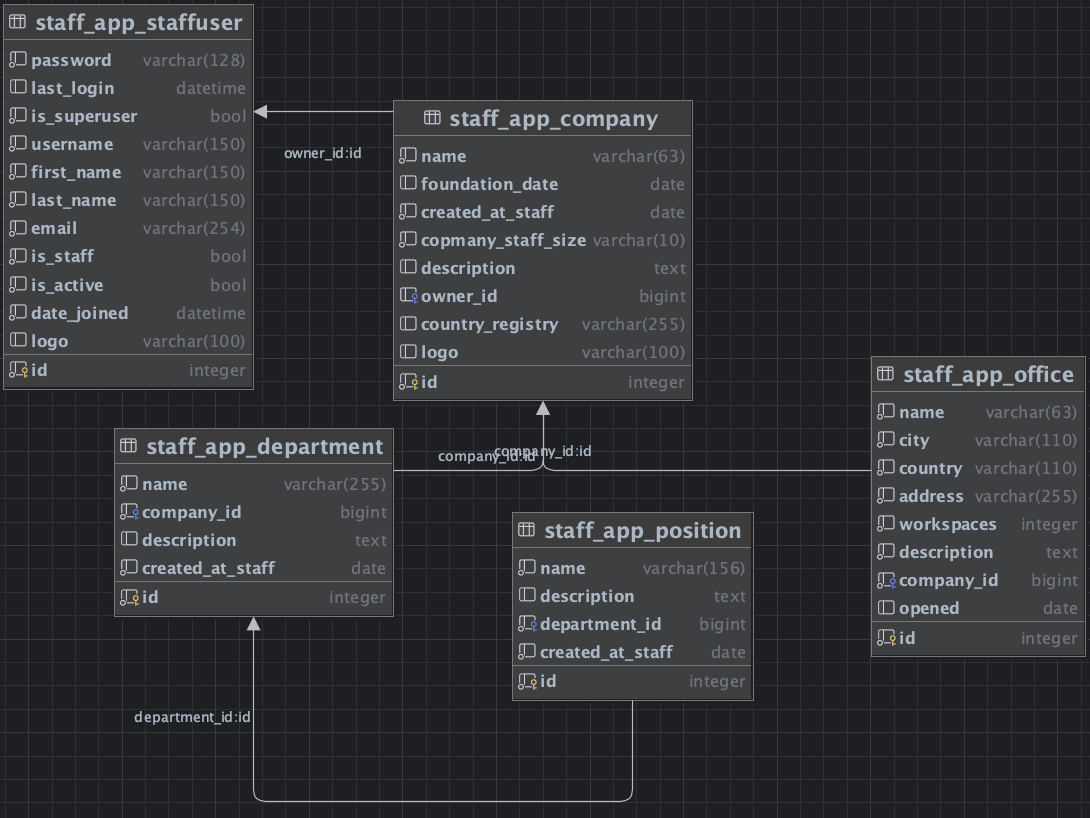 staff_app_staffuser
password varchar(128)
last_login datetime
is_superuser bool
username varchar(150)
first_name varchar(150)
last_name varchar(150)
email varchar(254)
is_staff bool
is_active bool
date_joined datetime
logo varchar(100)
id integer
owner_id:id
staff_app_company
name varchar(63)
foundation_date date
created_at_staff date
copmany_staff_size varchar(10)
description text
owner_id bigint
country_registry varchar(255)
logo varchar(100)
id integer
staff_app_office
name varchar(63)
city varchar(110)
country varchar(110)
address varchar(255)
workspaces integer
description text
company_id bigint
opened date
id integer
company_id:id
company_id:id
staff_app_department
name varchar(255)
company_id bigint
description text
created_at_staff date
id integer
staff_app_position
name varchar(156)
description text
department_id bigint
created_at_staff date
id integer
department_id:id